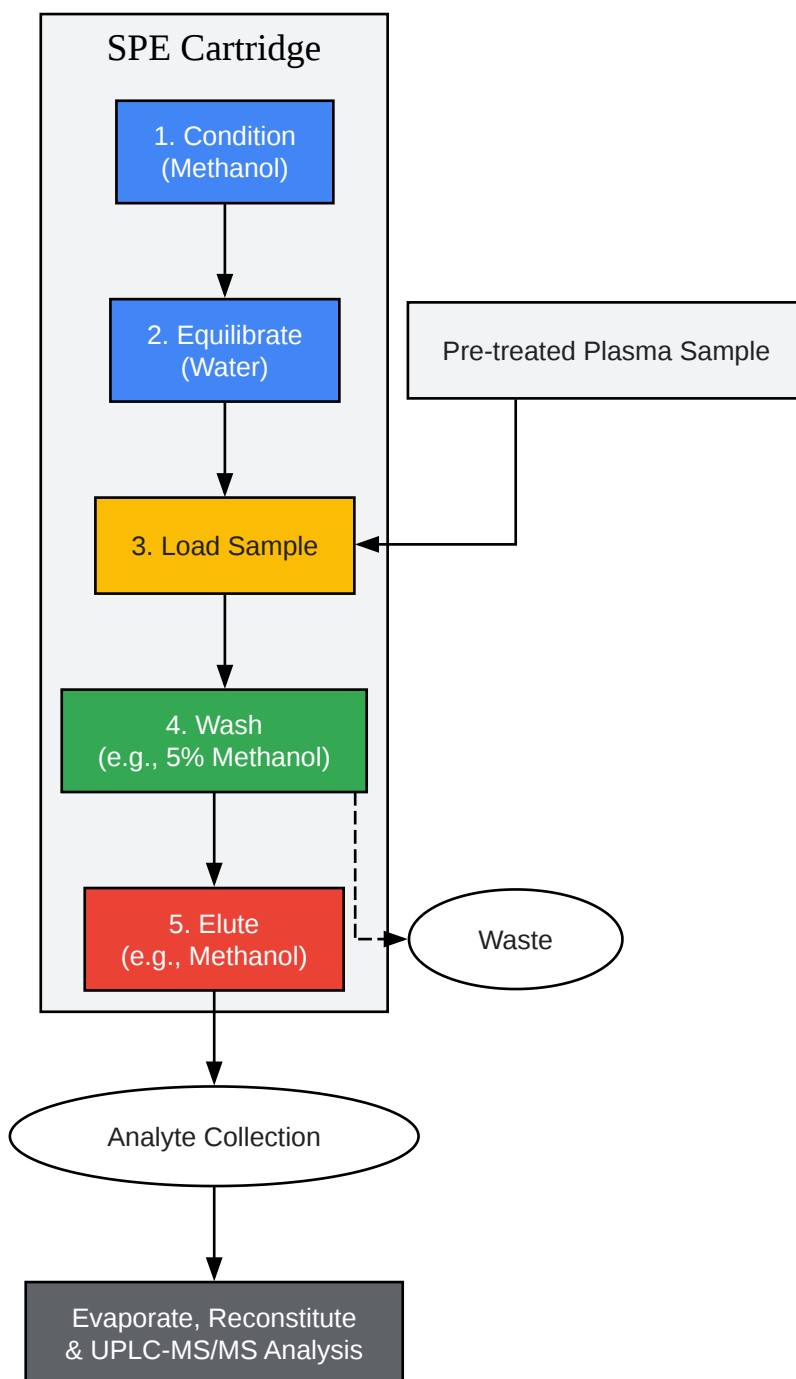 SPE Cartridge
1. Condition
(Methanol)
2. Equilibrate
(Water)
Pre-treated Plasma Sample
3. Load Sample
4. Wash
(e.g., 5% Methanol)
5. Elute
(e.g., Methanol)
Waste
Analyte Collection
Evaporate, Reconstitute
& UPLC-MS/MS Analysis